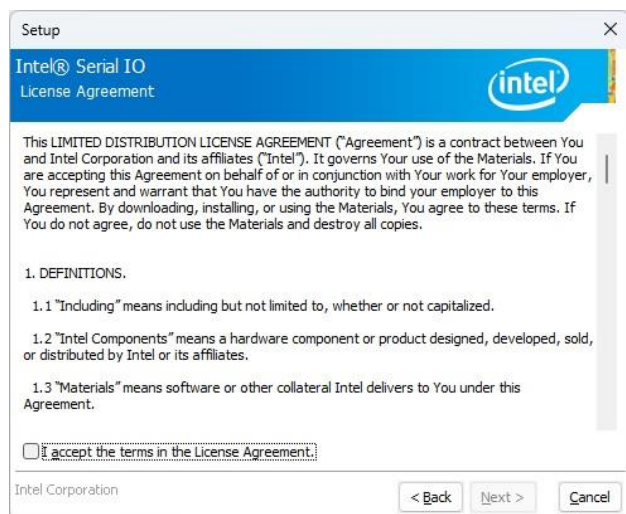 Setup
Intel® Serial IO
License Agreement
intel
This LIMITED DISTRIBUTION LICENSE AGREEMENT ("Agreement") is a contract between You
and Intel Corporation and its affiliates ("Intel"). It governs Your use of the Materials. If You
are accepting this Agreement on behalf of or in conjunction with Your work for Your employer,
You represent and warrant that You have the authority to bind your employer to this
Agreement. By downloading, installing, or using the Materials, You agree to these terms. If
You do not agree, do not use the Materials and destroy all copies.
1. DEFINITIONS.
1.1 "Including" means including but not limited to, whether or not capitalized.
1.2 "Intel Components" means a hardware component or product designed, developed, sold,
or distributed by Intel or its affiliates.
1.3 "Materials" means software or other collateral Intel delivers to You under this
Agreement.
I accept the terms in the License Agreement.
Intel Corporation
< Back
Next >
Cancel